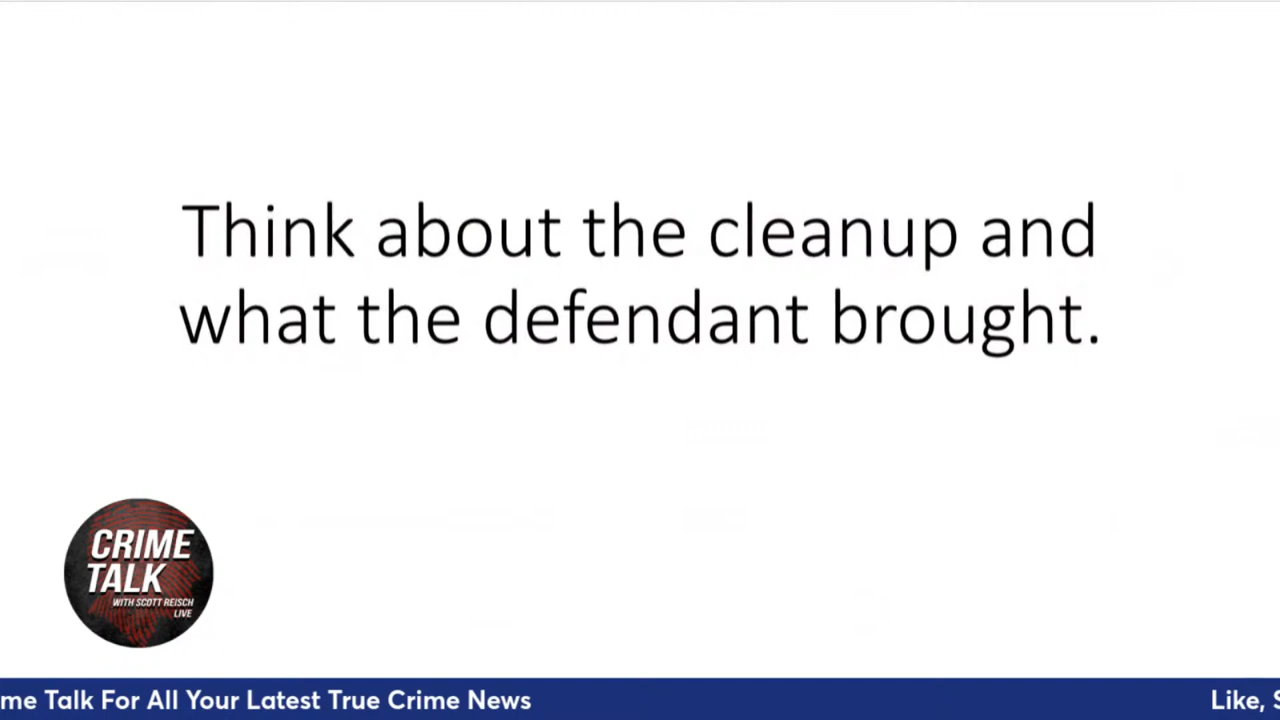 Think about the cleanup and
what the defendant brought.
CRIME
TALK
WITH SCOTT REISCH
LIVE
me Talk For All Your Latest True Crime News
Like, S